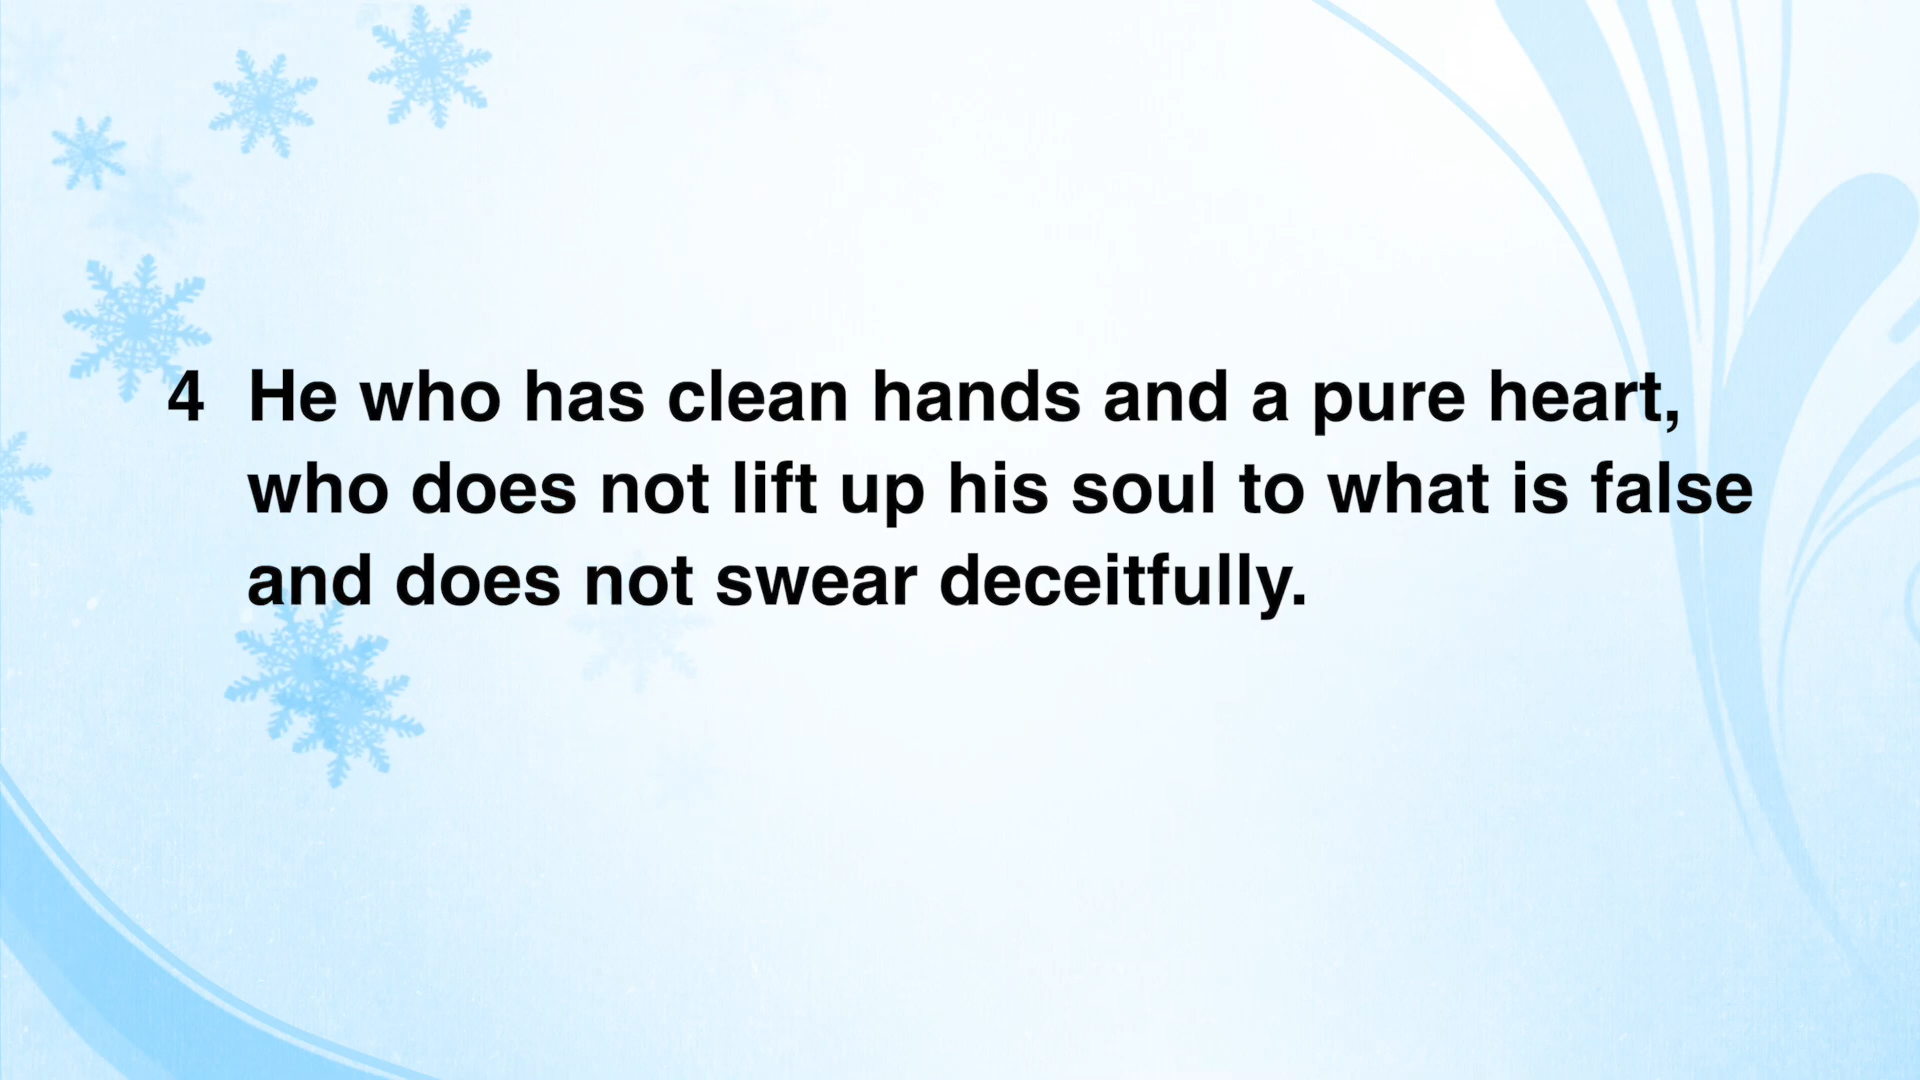 4 He who has clean hands and a pure heart,
who does not lift up his soul to what is false
and does not swear deceitfully.